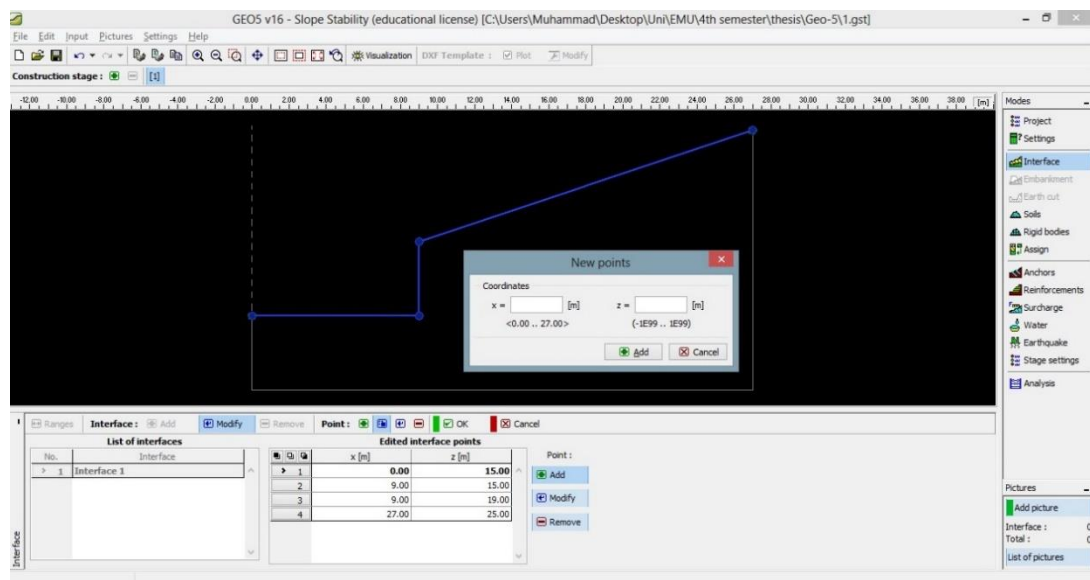 GEO5 v16 - Slope Stability (educational license) [C:\Users\Muhammad\Desktop\Uni\EMU\4th semester\thesis\Geo-5\1.gst]
File Edit Input Pictures Settings Help
Visualization DXF Template : Plot Modify
Construction stage : [1]
-12.00 -10.00 -8.00 -6.00 -4.00 -2.00 0.00 2.00 4.00 6.00 8.00 10.00 12.00 14.00 16.00 18.00 20.00 22.00 24.00 26.00 28.00 30.00 32.00 34.00 36.00 38.00 [m]
Modes
Project
Settings
Interface
Embankment
Earth cut
Soils
Rigid bodies
Assign
Anchors
Reinforcements
Surcharge
Water
Earthquake
Stage settings
Analysis
New points
Coordinates
x = [m] z = [m]
<0.00 .. 27.00> (-1E99 .. 1E99)
Add Cancel
Ranges Interface : Add Modify Remove Point : OK Cancel
List of interfaces Edited interface points
No. Interface x [m] z [m] Point :
> 1 Interface 1 > 1 0.00 15.00 Add
2 9.00 15.00
3 9.00 19.00 Modify
4 27.00 25.00 Remove
Interface
Pictures
Add picture
Interface : 0
Total : 0
List of pictures